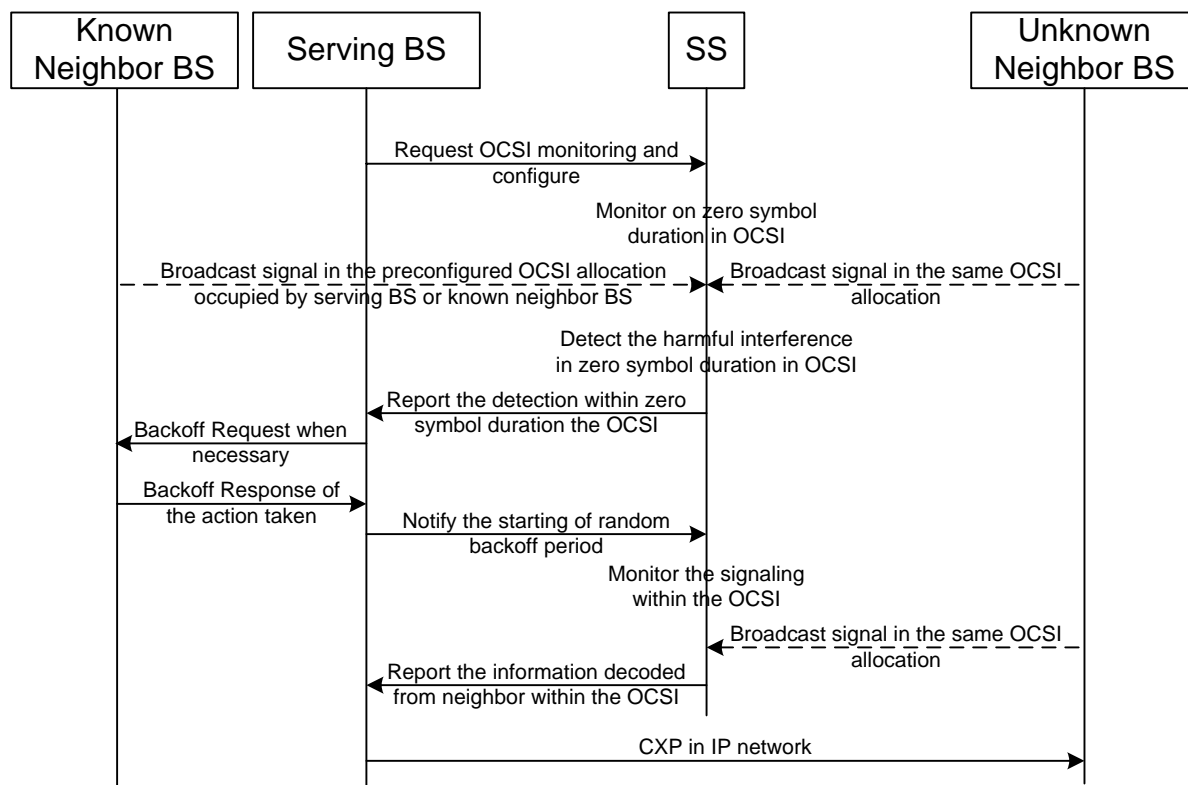 Known
Neighbor BS
Serving BS
SS
Unknown
Neighbor BS
Request OCSI monitoring and
configure
Monitor on zero symbol
duration in OCSI
Broadcast signal in the preconfigured OCSI allocation
occupied by serving BS or known neighbor BS
Broadcast signal in the same OCSI
allocation
Detect the harmful interference
in zero symbol duration in OCSI
Report the detection within zero
symbol duration the OCSI
Backoff Request when
necessary
Backoff Response of
the action taken
Notify the starting of random
backoff period
Monitor the signaling
within the OCSI
Broadcast signal in the same OCSI
allocation
Report the information decoded
from neighbor within the OCSI
CXP in IP network